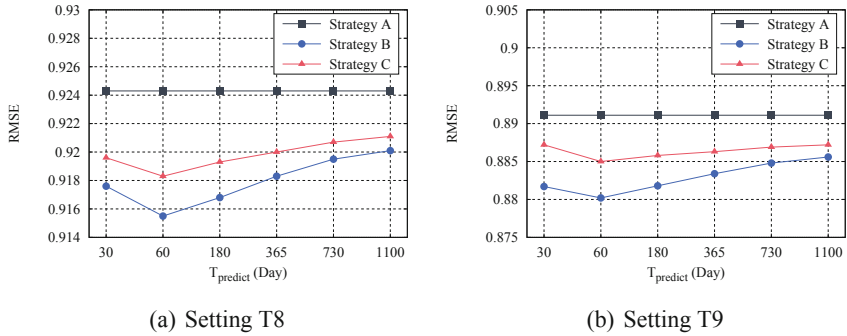 0.93
0.928
0.926
0.924
0.922
0.92
0.918
0.916
0.914
RMSE
Strategy A
Strategy B
Strategy C
30 60 180 365 730 1100
T_predict (Day)
(a) Setting T8
0.905
0.9
0.895
0.89
0.885
0.88
0.875
RMSE
Strategy A
Strategy B
Strategy C
30 60 180 365 730 1100
T_predict (Day)
(b) Setting T9